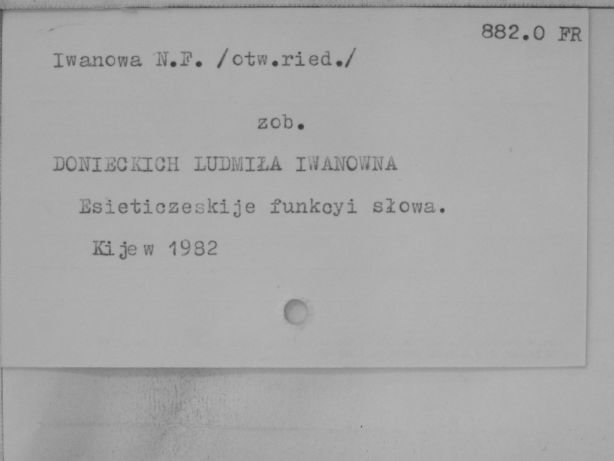 882.0 FR
Iwanowa N.F. /otw.ried./
zob.
DONIECKICH LUDMIŁA IWANOWNA
Esieticzeskije funkcyi słowa.
Kijew 1982